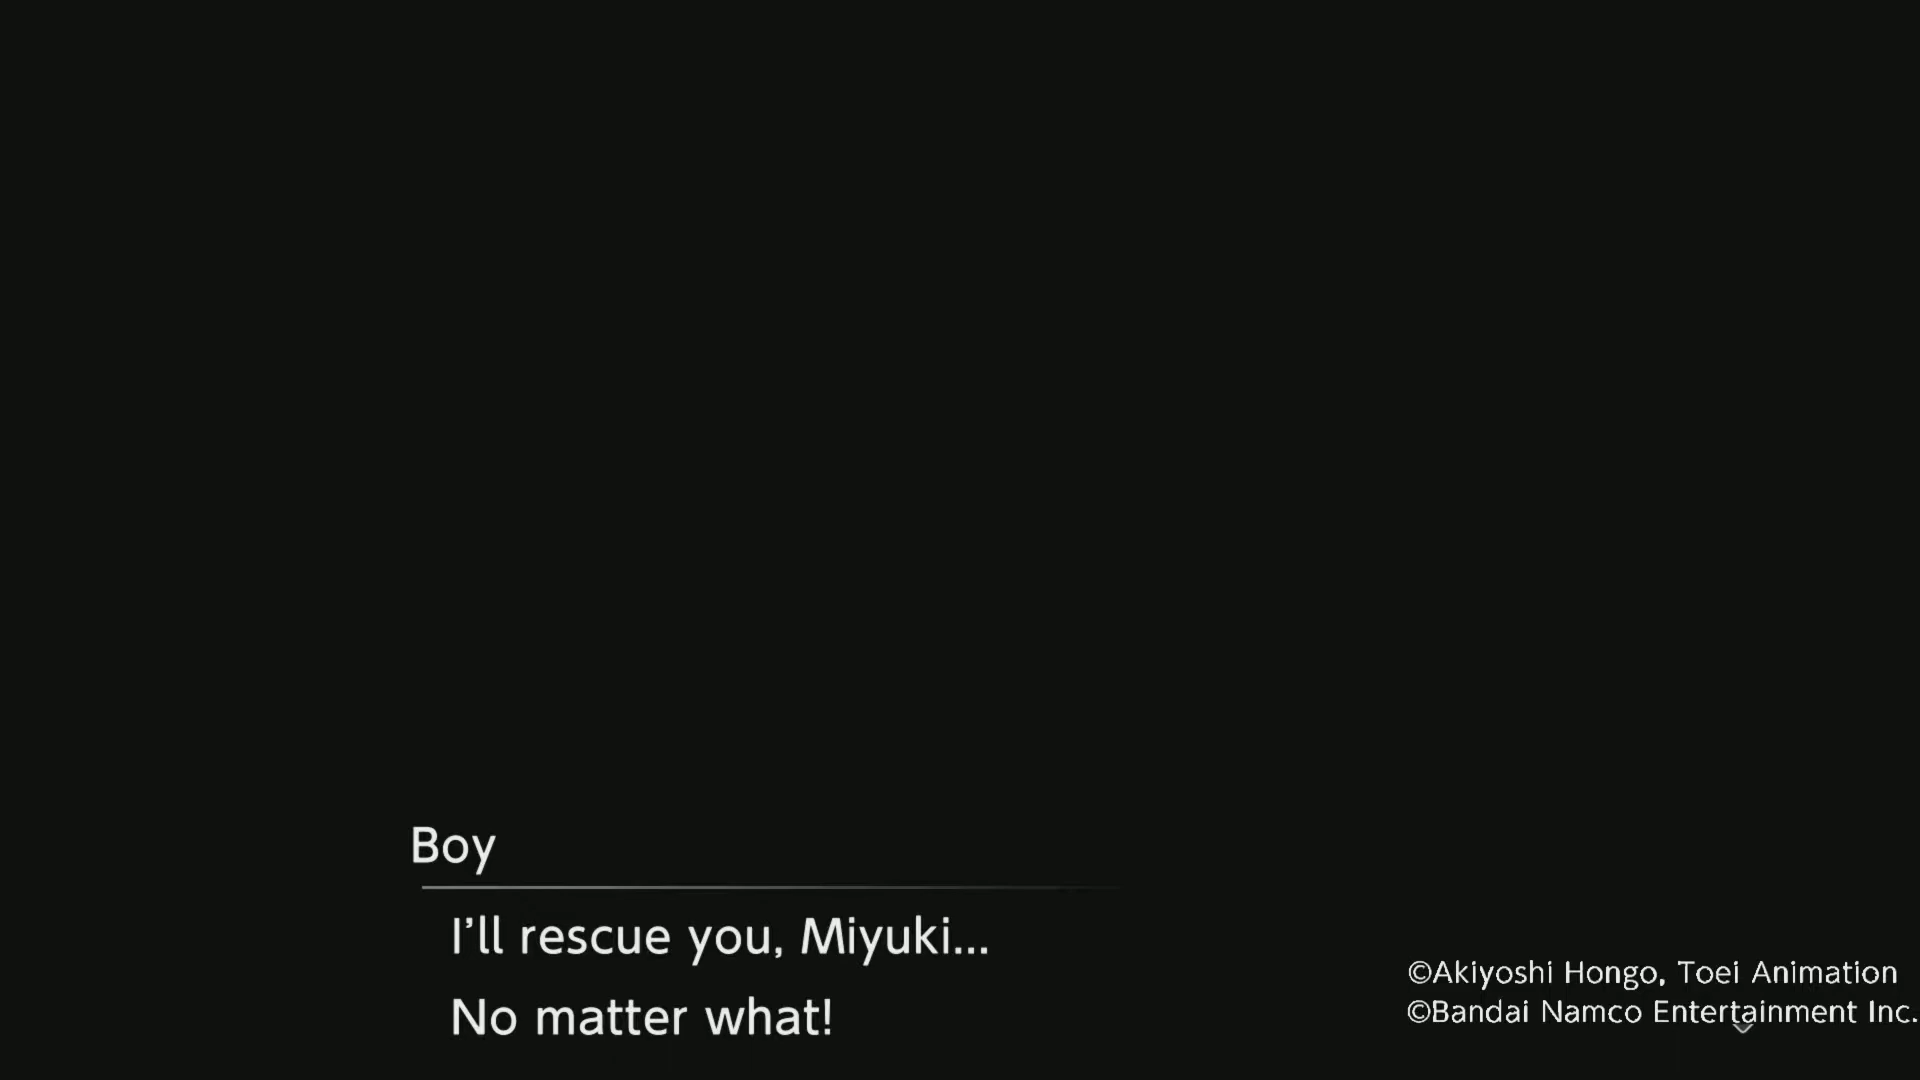 Boy
I’ll rescue you, Miyuki...
No matter what!
©Akiyoshi Hongo, Toei Animation
©Bandai Namco Entertainment Inc.